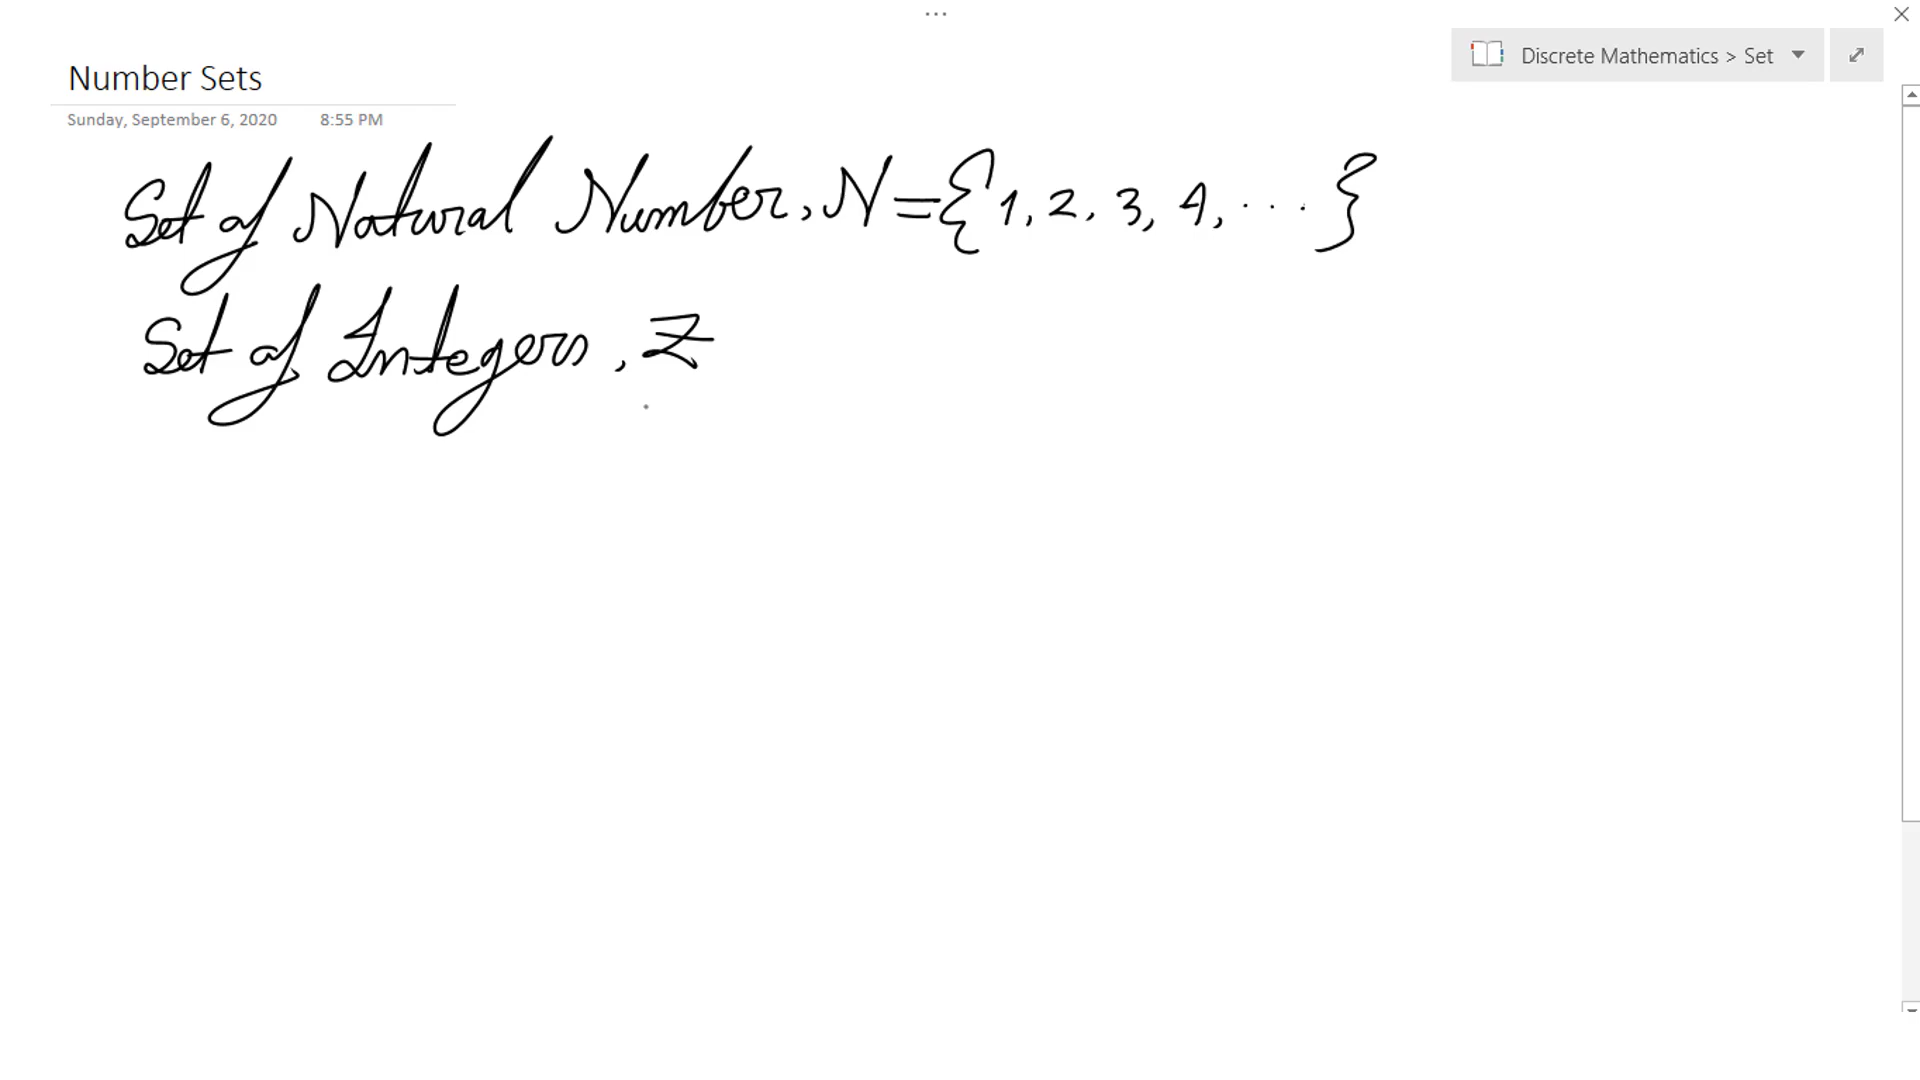 ...
Discrete Mathematics > Set
Number Sets
Sunday, September 6, 2020 8:55 PM
Set of Natural Number, N = {1, 2, 3, 4, ...}
Set of Integers, Z